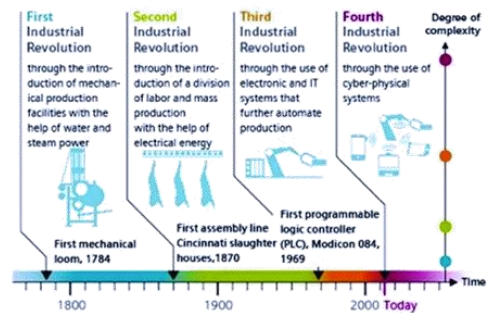 First
Industrial
Revolution
through the intro-
duction of mechan-
ical production
facilities with the
help of water and
steam power
First mechanical
loom, 1784
Second
Industrial
Revolution
through the intro-
duction of a division
of labor and mass
production
with the help of
electrical energy
First assembly line
Cincinnati slaughter
houses,1870
Third
Industrial
Revolution
through the use of
electronic and IT
systems that
further automate
production
First programmable
logic controller
(PLC), Modicon 084,
1969
Fourth
Industrial
Revolution
through the use of
cyber-physical
systems
Degree of
complexity
Time
1800
1900
2000 Today